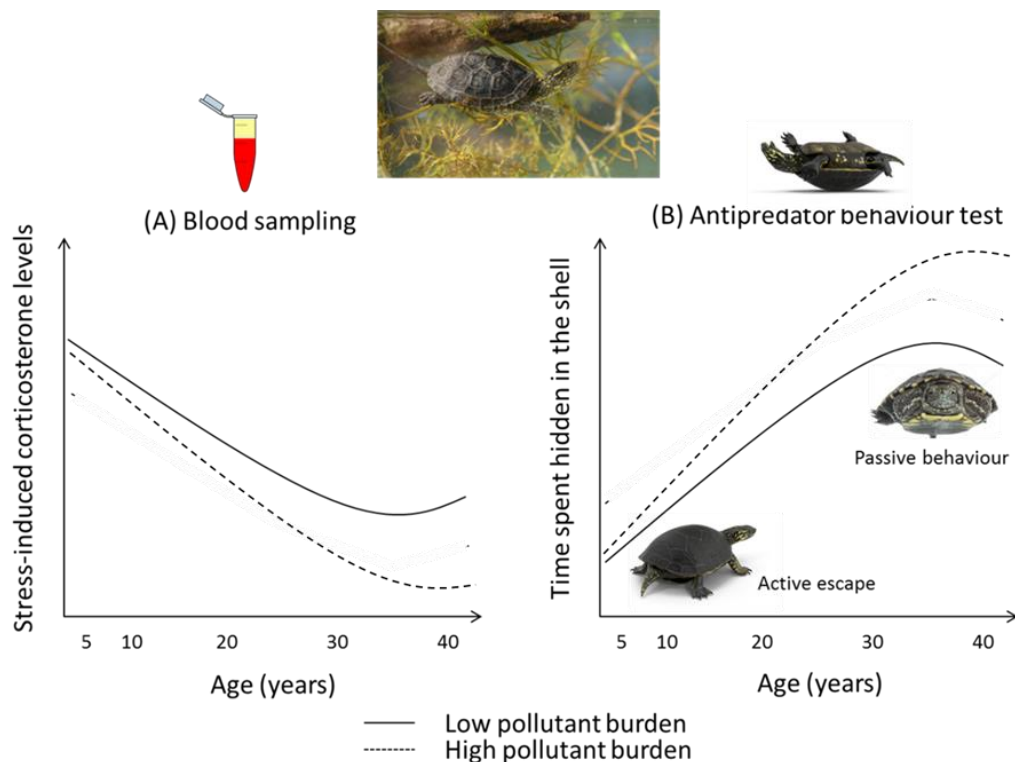 (A) Blood sampling
Stress-induced corticosterone levels
5 10 20 30 40
Age (years)
(B) Antipredator behaviour test
Time spent hidden in the shell
Passive behaviour
Active escape
5 10 20 30 40
Age (years)
Low pollutant burden
High pollutant burden